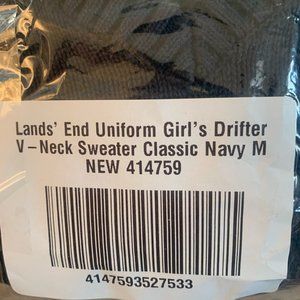 Lands' End Uniform Girl's Drifter
V-Neck Sweater Classic Navy M
NEW 414759
4147593527533